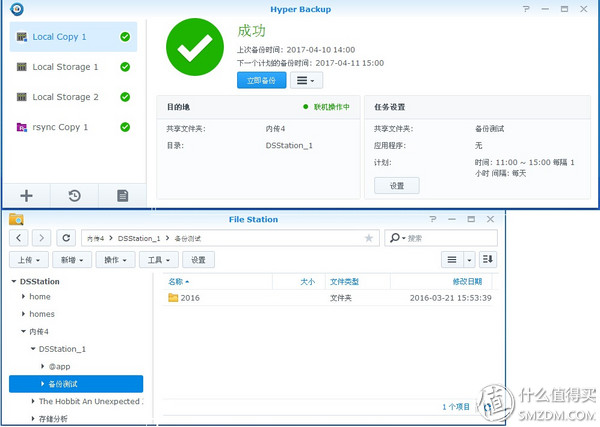 Hyper Backup
Local Copy 1
Local Storage 1
Local Storage 2
rsync Copy 1
成功
上次备份时间: 2017-04-10 14:00
下一个计划的备份时间: 2017-04-11 15:00
立即备份
目的地
联机操作中
共享文件夹: 内传4
目录: DSStation_1
任务设置
共享文件夹: 备份测试
应用程序: 无
计划: 时间: 11:00 ~ 15:00 每隔 1
小时 间隔: 每天
设置
File Station
内传4 DSStation_1 备份测试
搜索
上传 新增 操作 工具 设置
DSStation
home
homes
内传4
DSStation_1
@app
备份测试
The Hobbit An Unexpected
存储分析
名称 大小 文件类型 修改日期
2016 文件夹 2016-03-21 15:53:39
1 个项目
值 什么值得买
SMZDM.COM